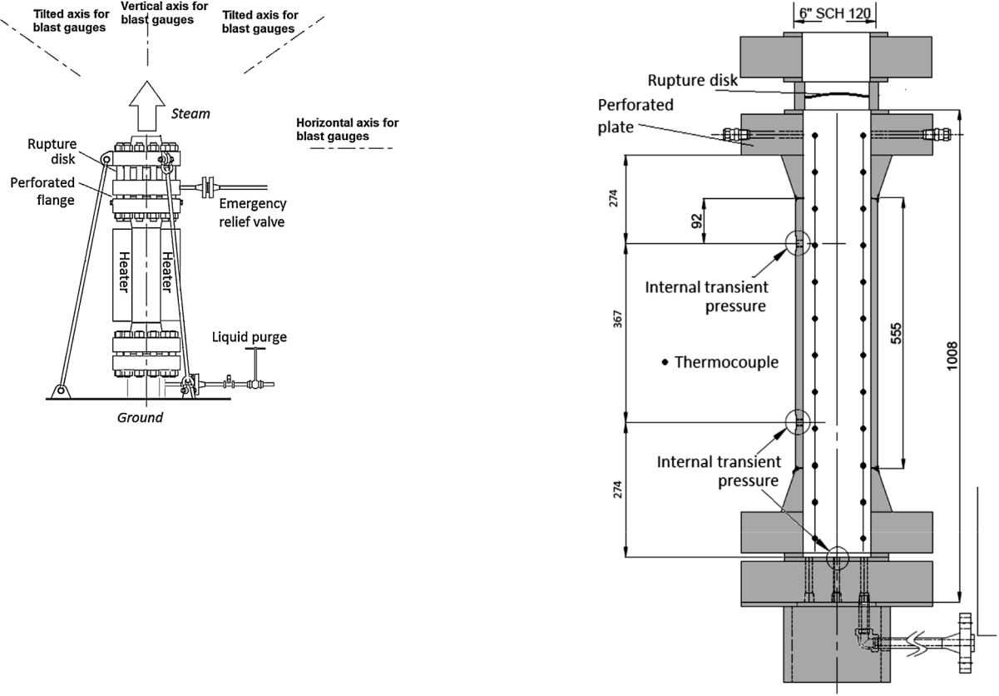 Tilted axis for
blast gauges
Vertical axis for
blast gauges
Tilted axis for
blast gauges
Steam
Horizontal axis for
blast gauges
Rupture
disk
Perforated
flange
Emergency
relief valve
Heater
Heater
Liquid purge
Ground
6" SCH 120
Rupture disk
Perforated
plate
274
92
Internal transient
pressure
367
555
1008
Thermocouple
Internal transient
pressure
274